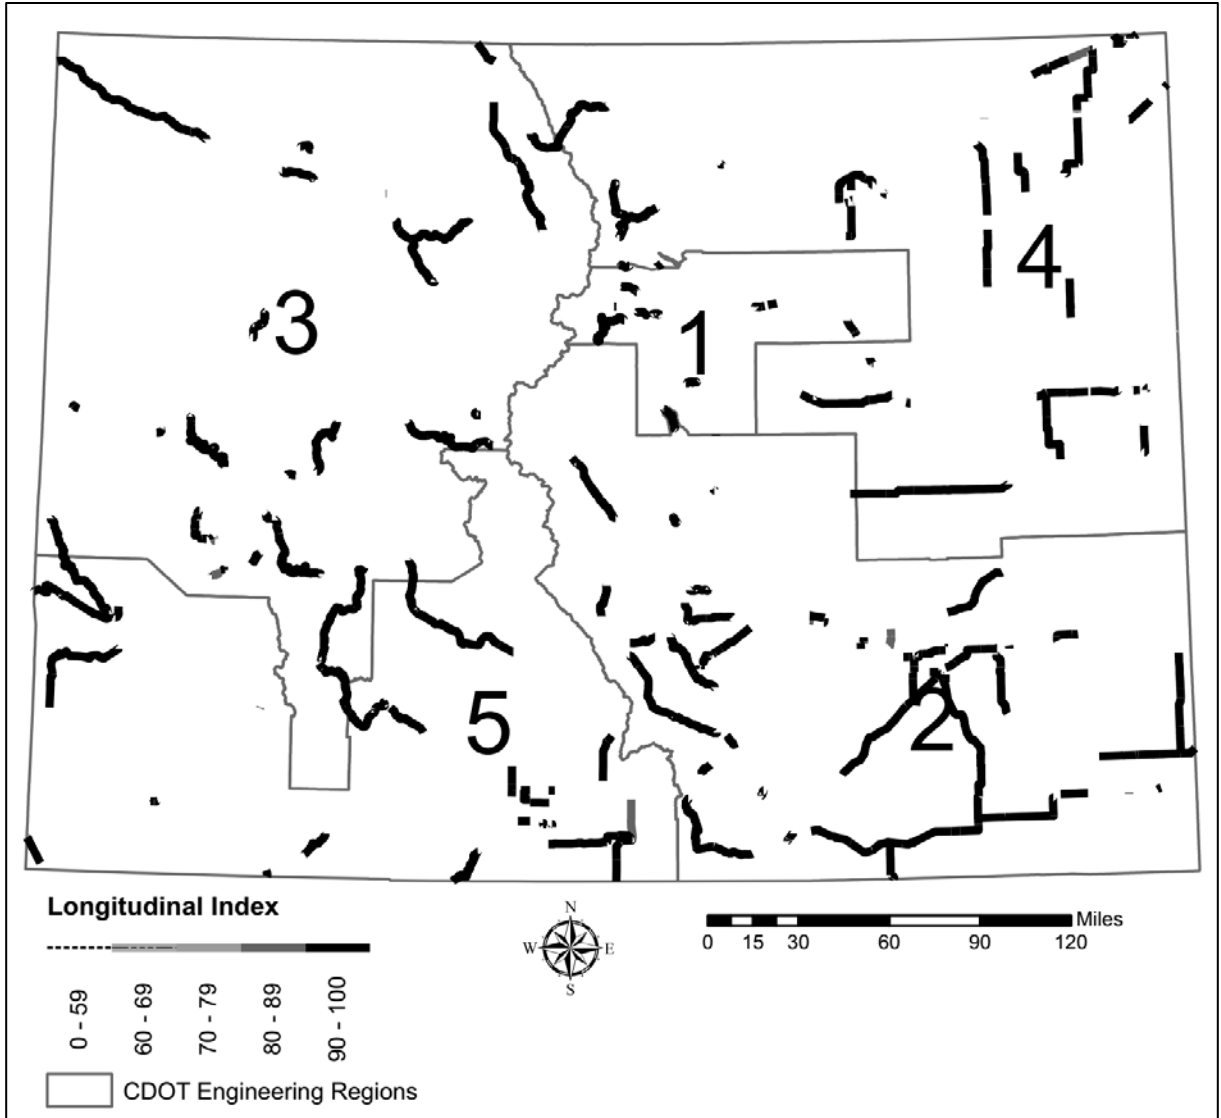 4
3
1
5
2
Longitudinal Index
0 - 59
60 - 69
70 - 79
80 - 89
90 - 100
CDOT Engineering Regions
N
W E
S
Miles
0 15 30 60 90 120